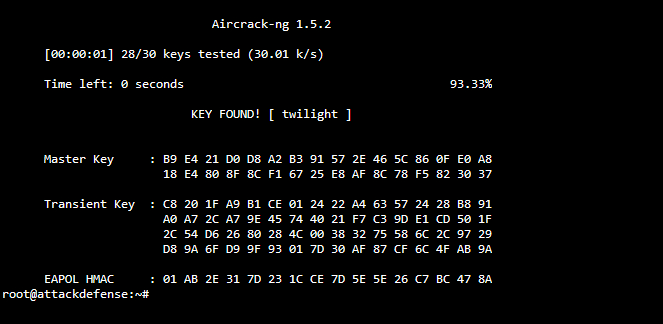 Aircrack-ng 1.5.2
[00:00:01] 28/30 keys tested (30.01 k/s)
Time left: 0 seconds 93.33%
KEY FOUND! [ twilight ]
Master Key : B9 E4 21 D0 D8 A2 B3 91 57 2E 46 5C 86 0F E0 A8
18 E4 80 8F 8C F1 67 25 E8 AF 8C 78 F5 82 30 37
Transient Key : C8 20 1F A9 B1 CE 01 24 22 A4 63 57 24 28 B8 91
A0 A7 2C A7 9E 45 74 40 21 F7 C3 9D E1 CD 50 1F
2C 54 D6 26 80 28 4C 00 38 32 75 58 6C 2C 97 29
D8 9A 6F D9 9F 93 01 7D 30 AF 87 CF 6C 4F AB 9A
EAPOL HMAC : 01 AB 2E 31 7D 23 1C CE 7D 5E 5E 26 C7 BC 47 8A
root@attackdefense:~#